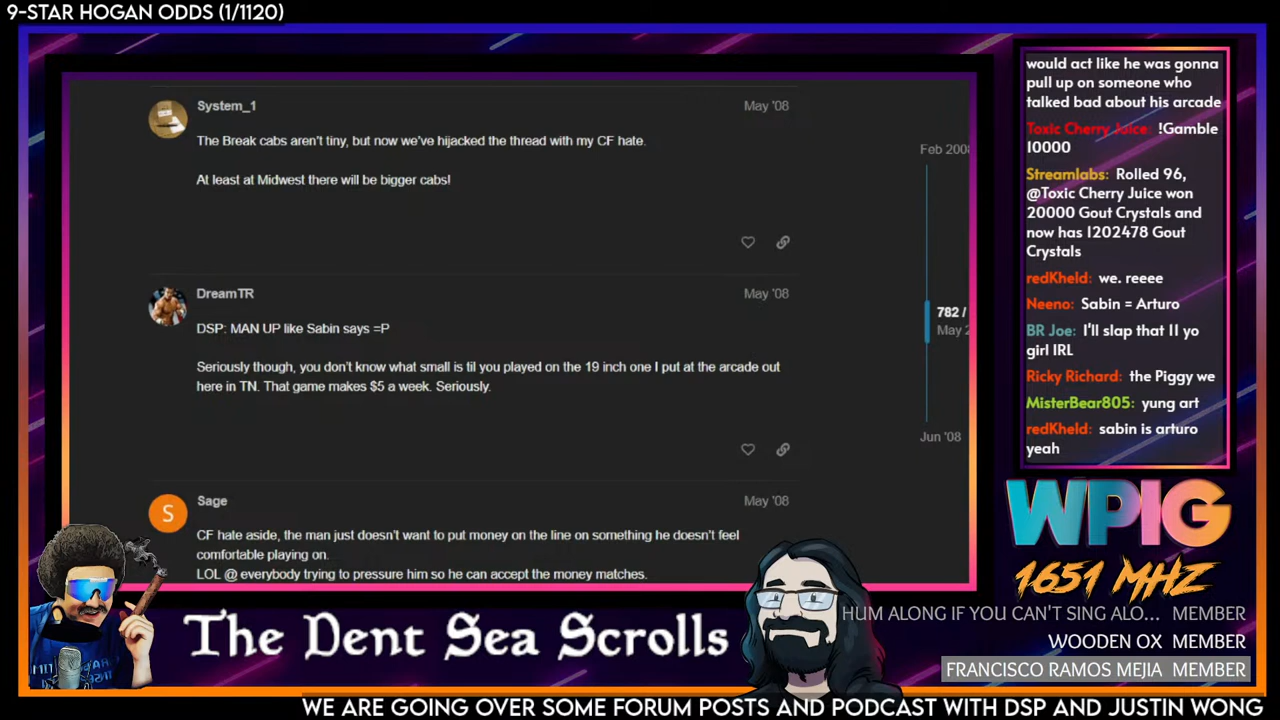 9-STAR HOGAN ODDS (1/1120)
System_1
May '08
The Break cabs aren't tiny, but now we've hijacked the thread with my CF hate.
At least at Midwest there will be bigger cabs!
DreamTR
May '08
DSP: MAN UP like Sabin says =P
Seriously though, you don't know what small is til you played on the 19 inch one I put at the arcade out
here in TN. That game makes $5 a week. Seriously.
S
Sage
May '08
CF hate aside, the man just doesn't want to put money on the line on something he doesn't feel
comfortable playing on.
LOL @ everybody trying to pressure him so he can accept the money matches.
Feb 2008
782 /
May 2
Jun '08
would act like he was gonna
pull up on someone who
talked bad about his arcade
Toxic Cherry Juice: !Gamble
10000
Streamlabs: Rolled 96,
@Toxic Cherry Juice won
20000 Gout Crystals and
now has 1202478 Gout
Crystals
redKheld: we. reeee
Neeno: Sabin = Arturo
BR Joe: I'll slap that II yo
girl IRL
Ricky Richard: the Piggy we
MisterBear805: yung art
redKheld: sabin is arturo
yeah
WPIG
1651 MHZ
The Dent Sea Scrolls
HUM ALONG IF YOU CAN'T SING ALO... MEMBER
WOODEN OX MEMBER
FRANCISCO RAMOS MEJIA MEMBER
WE ARE GOING OVER SOME FORUM POSTS AND PODCAST WITH DSP AND JUSTIN WONG